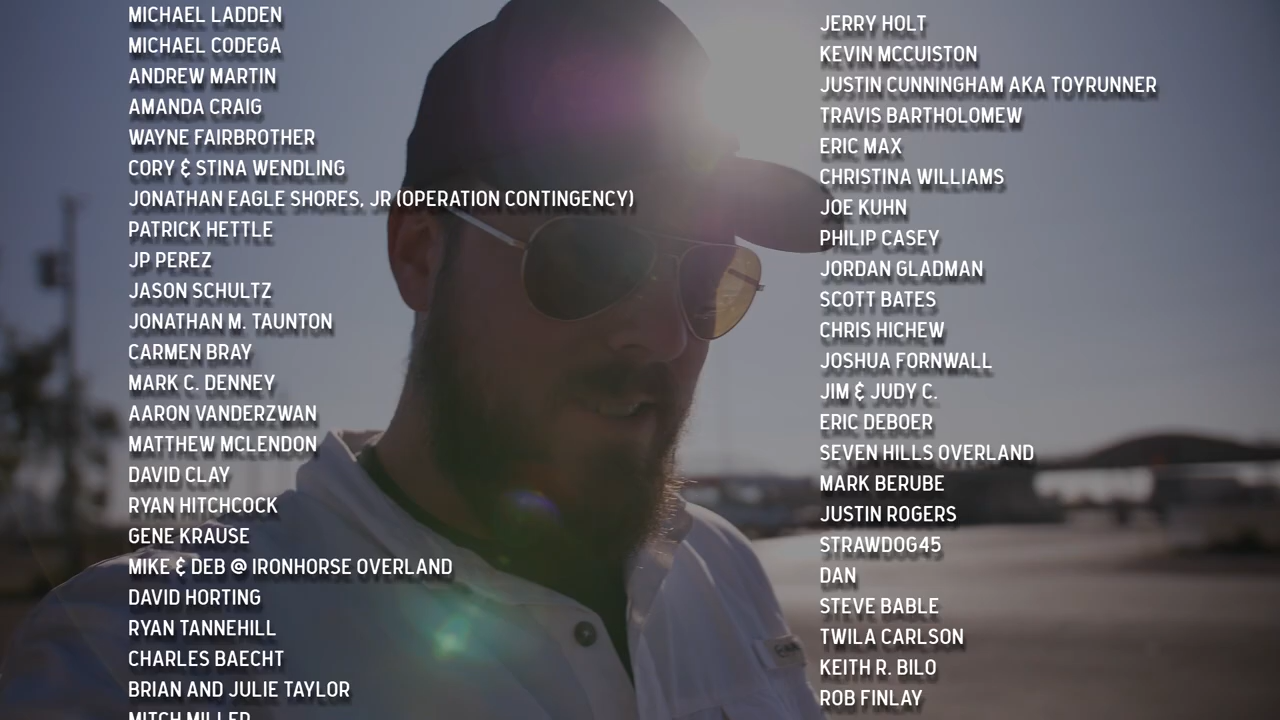 MICHAEL LADDEN
MICHAEL CODEGA
ANDREW MARTIN
AMANDA CRAIG
WAYNE FAIRBROTHER
CORY & STINA WENDLING
JONATHAN EAGLE SHORES, JR (OPERATION CONTINGENCY)
PATRICK HETTLE
JP PEREZ
JASON SCHULTZ
JONATHAN M. TAUNTON
CARMEN BRAY
MARK C. DENNEY
AARON VANDERZWAN
MATTHEW MCLENDON
DAVID CLAY
RYAN HITCHCOCK
GENE KRAUSE
MIKE & DEB @ IRONHORSE OVERLAND
DAVID HORTING
RYAN TANNEHILL
CHARLES BAECHT
BRIAN AND JULIE TAYLOR
MITCH MILLER
JERRY HOLT
KEVIN MCCUISTON
JUSTIN CUNNINGHAM AKA TOYRUNNER
TRAVIS BARTHOLOMEW
ERIC MAX
CHRISTINA WILLIAMS
JOE KUHN
PHILIP CASEY
JORDAN GLADMAN
SCOTT BATES
CHRIS HICHEW
JOSHUA FORNWALL
JIM & JUDY C.
ERIC DEBOER
SEVEN HILLS OVERLAND
MARK BERUBE
JUSTIN ROGERS
STRAWDOG45
DAN
STEVE BABLE
TWILA CARLSON
KEITH R. BILO
ROB FINLAY